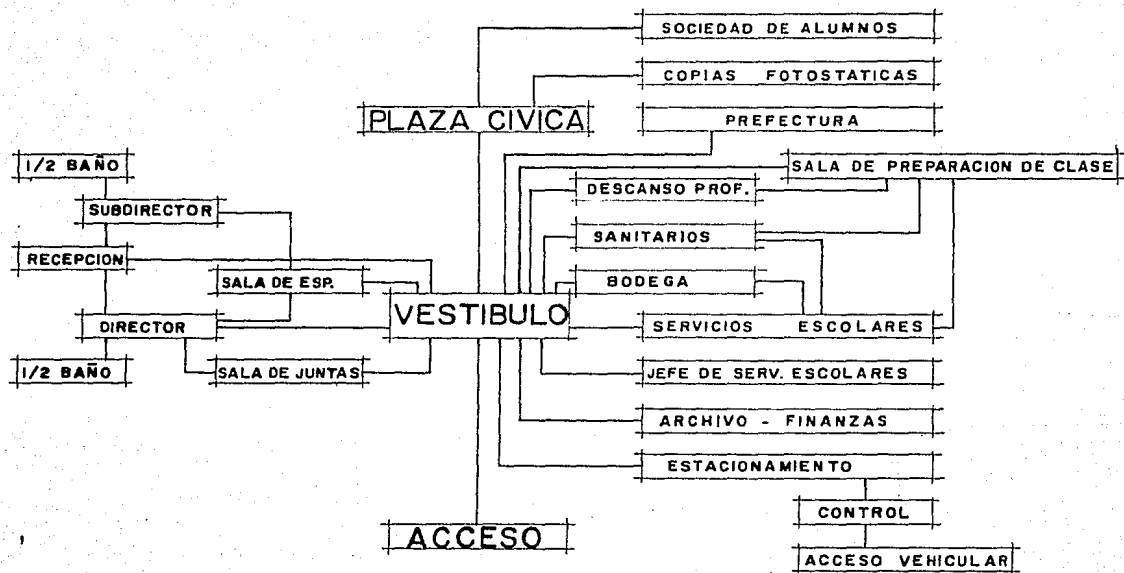 SOCIEDAD DE ALUMNOS
COPIAS FOTOSTATICAS
PLAZA CIVICA
PREFECTURA
1/2 BAÑO
SALA DE PREPARACION DE CLASE
DESCANSO PROF.
SUBDIRECTOR
SANITARIOS
RECEPCION
SALA DE ESP.
BODEGA
VESTIBULO
DIRECTOR
SERVICIOS ESCOLARES
1/2 BAÑO
SALA DE JUNTAS
JEFE DE SERV. ESCOLARES
ARCHIVO - FINANZAS
ESTACIONAMIENTO
CONTROL
ACCESO
ACCESO VEHICULAR